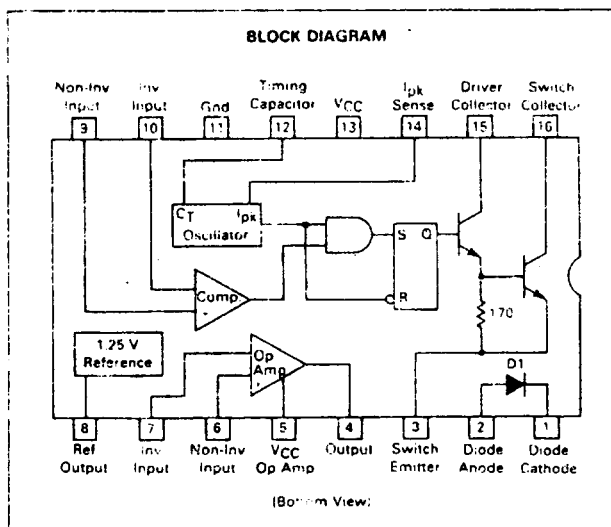 BLOCK DIAGRAM
Non-Inv Input
Inv Input
Gnd
Timing Capacitor
VCC
Ipk Sense
Driver Collector
Switch Collector
9
10
11
12
13
14
15
16
CT
Ipk
Oscillator
S
Q
R
Comp.
+
170
1.25 V
Reference
Op
Amp
+
D1
8
7
6
5
4
3
2
1
Ref Output
Inv Input
Non-Inv Input
VCC Op Amp
Output
Switch Emitter
Diode Anode
Diode Cathode
(Bottom View)